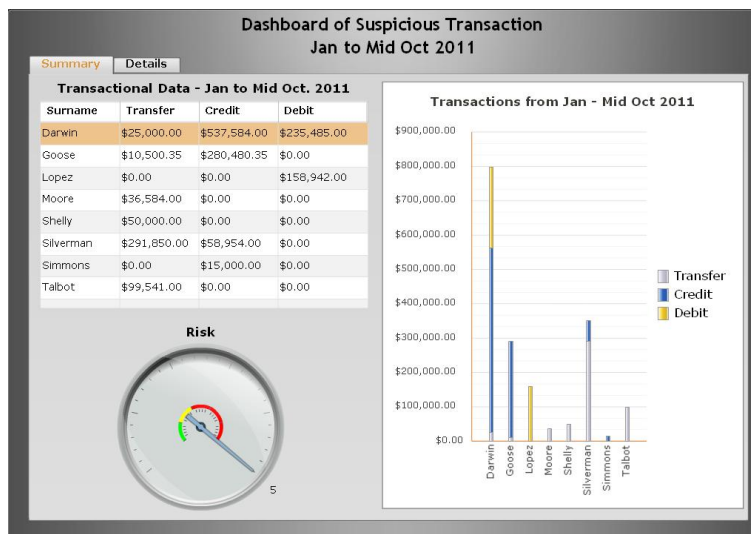 Dashboard of Suspicious Transaction
Jan to Mid Oct 2011
Summary Details
Transactional Data - Jan to Mid Oct. 2011
Surname Transfer Credit Debit
Darwin $25,000.00 $537,584.00 $235,485.00
Goose $10,500.35 $280,480.35 $0.00
Lopez $0.00 $0.00 $158,942.00
Moore $36,584.00 $0.00 $0.00
Shelly $50,000.00 $0.00 $0.00
Silverman $291,850.00 $58,954.00 $0.00
Simmons $0.00 $15,000.00 $0.00
Talbot $99,541.00 $0.00 $0.00
Risk
5
Transactions from Jan - Mid Oct 2011
$900,000.00
$800,000.00
$700,000.00
$600,000.00
$500,000.00
$400,000.00
$300,000.00
$200,000.00
$100,000.00
$0.00
Darwin
Goose
Lopez
Moore
Shelly
Silverman
Simmons
Talbot
Transfer
Credit
Debit